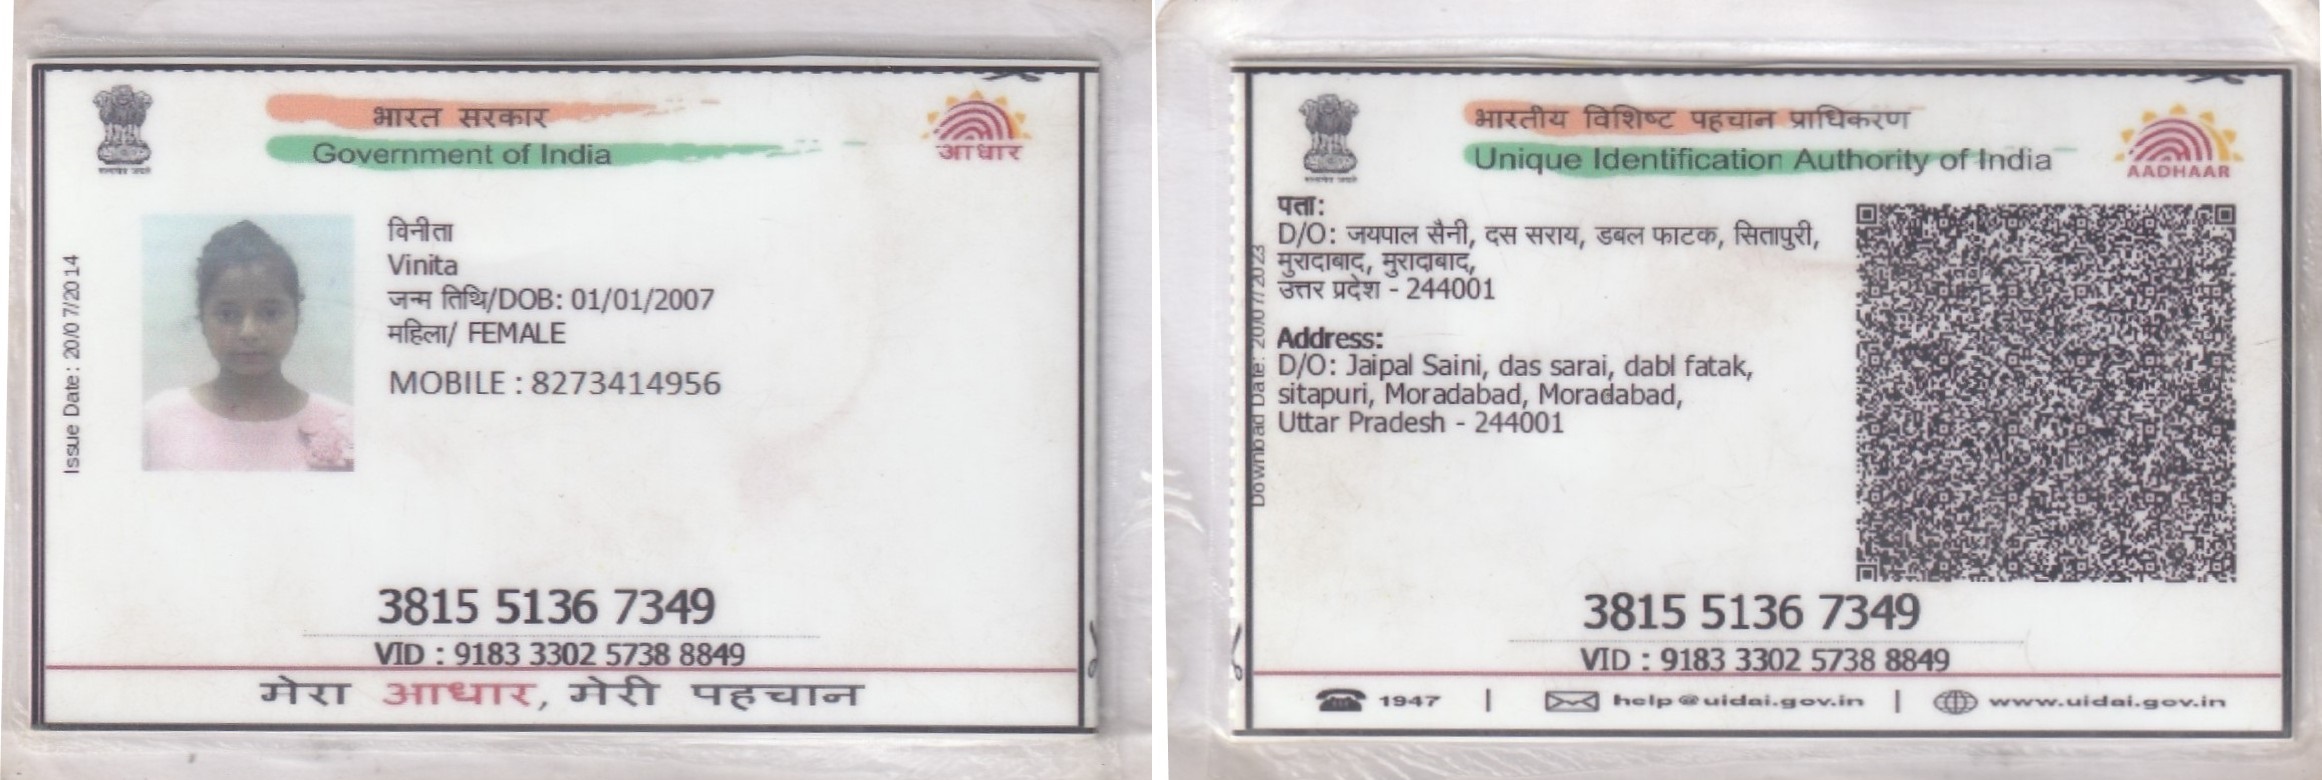 भारत सरकार
Government of India
आधार
Issue Date: 20/07/2014
विनीता
Vinita
जन्म तिथि/DOB: 01/01/2007
महिला/ FEMALE
MOBILE : 8273414956
3815 5136 7349
VID : 9183 3302 5738 8849
मेरा आधार, मेरी पहचान
भारतीय विशिष्ट पहचान प्राधिकरण
Unique Identification Authority of India
AADHAAR
Download Date: 20/07/2023
पता:
D/O: जयपाल सैनी, दस सराय, डबल फाटक, सितापुरी,
मुरादाबाद, मुरादाबाद,
उत्तर प्रदेश - 244001
Address:
D/O: Jaipal Saini, das sarai, dabl fatak,
sitapuri, Moradabad, Moradabad,
Uttar Pradesh - 244001
3815 5136 7349
VID : 9183 3302 5738 8849
1947 | help@uidai.gov.in | www.uidai.gov.in